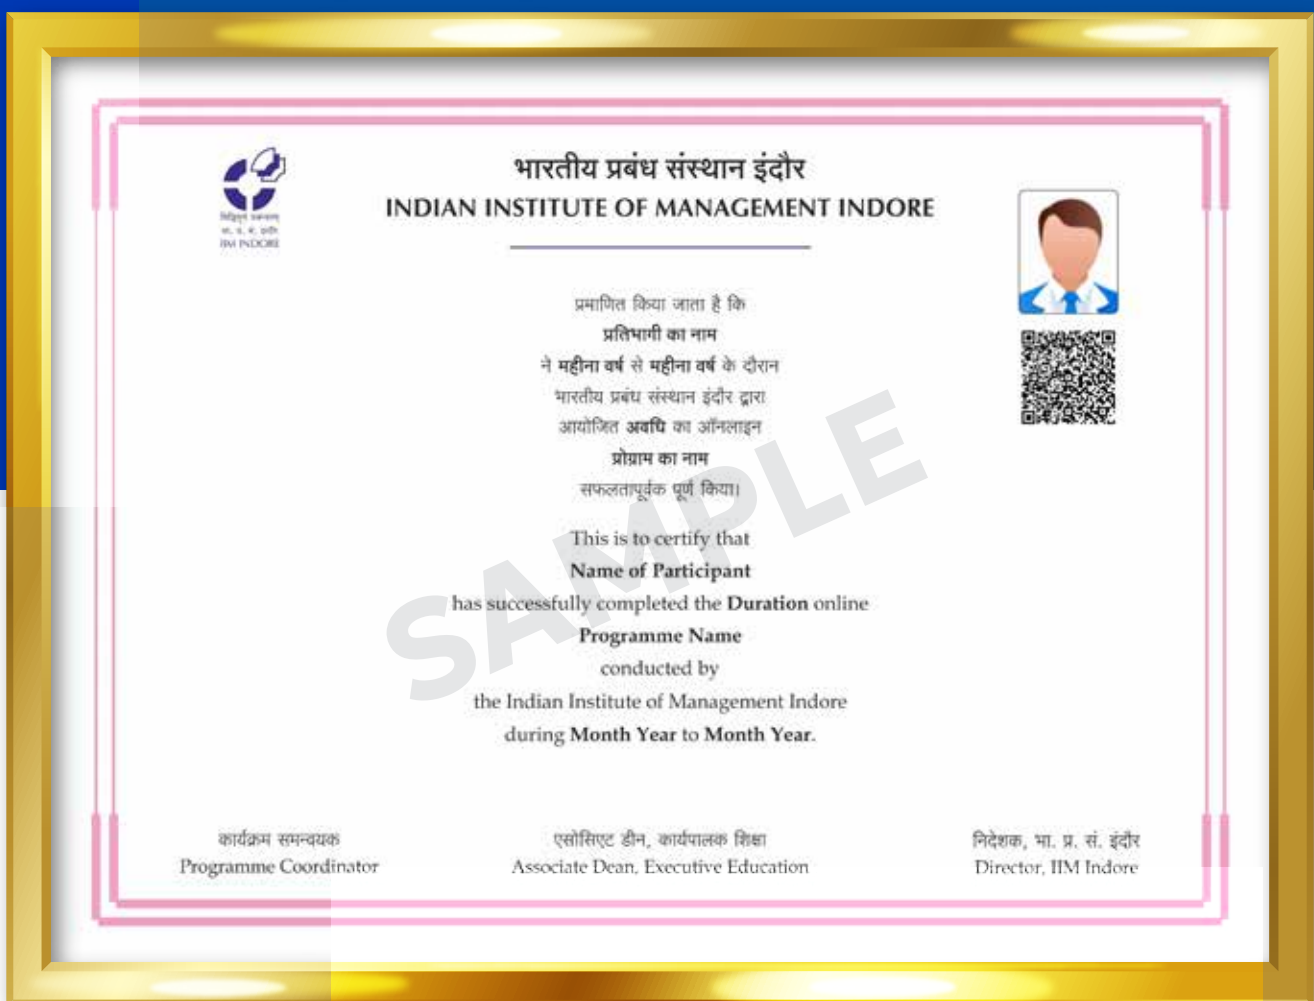 भारतीय प्रबंध संस्थान इंदौर
INDIAN INSTITUTE OF MANAGEMENT INDORE
IIM INDORE
प्रमाणित किया जाता है कि
प्रतिभागी का नाम
ने महीना वर्ष से महीना वर्ष के दौरान
भारतीय प्रबंध संस्थान इंदौर द्वारा
आयोजित अवधि का ऑनलाइन
प्रोग्राम का नाम
सफलतापूर्वक पूर्ण किया।
SAMPLE
This is to certify that
Name of Participant
has successfully completed the Duration online
Programme Name
conducted by
the Indian Institute of Management Indore
during Month Year to Month Year.
कार्यक्रम समन्वयक
Programme Coordinator
एसोसिएट डीन, कार्यपालक शिक्षा
Associate Dean, Executive Education
निदेशक, भा. प्र. सं. इंदौर
Director, IIM Indore